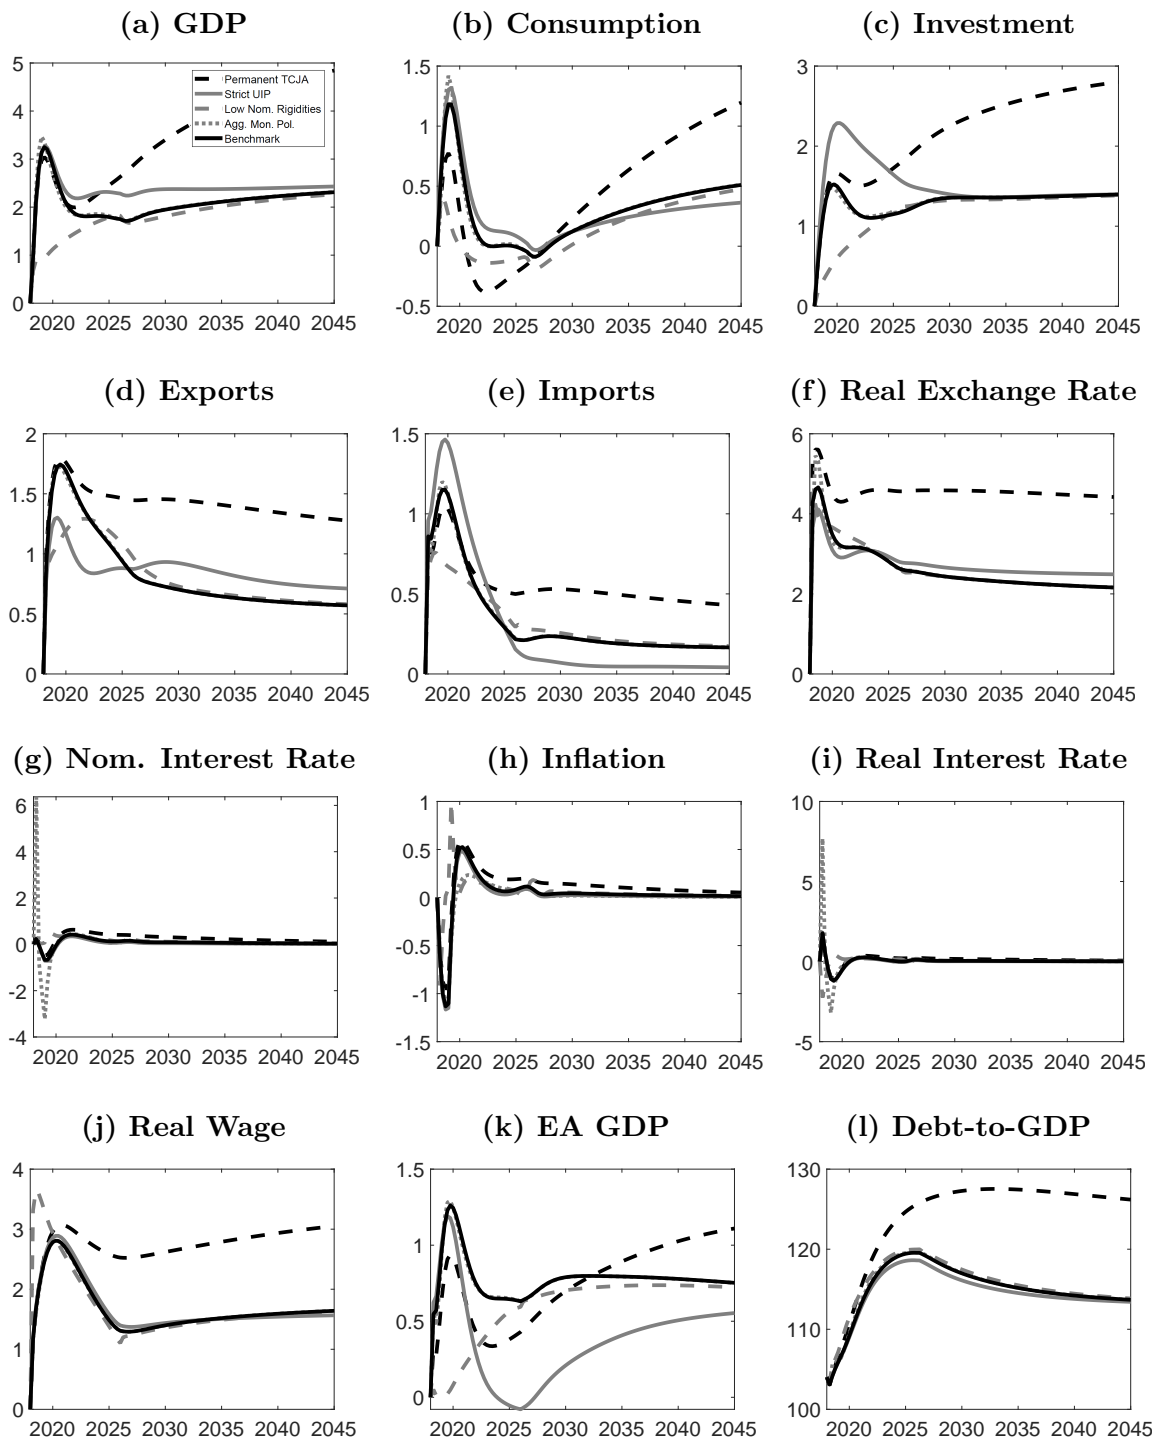 (a) GDP
(b) Consumption
(c) Investment
5
4
3
2
1
0
2020 2025 2030 2035 2040 2045
Permanent TCJA
Strict UIP
Low Nom. Rigidities
Agg. Mon. Pol.
Benchmark
1.5
1
0.5
0
-0.5
2020 2025 2030 2035 2040 2045
3
2
1
0
2020 2025 2030 2035 2040 2045
(d) Exports
(e) Imports
(f) Real Exchange Rate
2
1.5
1
0.5
0
2020 2025 2030 2035 2040 2045
1.5
1
0.5
0
2020 2025 2030 2035 2040 2045
6
4
2
0
2020 2025 2030 2035 2040 2045
(g) Nom. Interest Rate
(h) Inflation
(i) Real Interest Rate
6
4
2
0
-2
-4
2020 2025 2030 2035 2040 2045
1
0.5
0
-0.5
-1
-1.5
2020 2025 2030 2035 2040 2045
10
5
0
-5
2020 2025 2030 2035 2040 2045
(j) Real Wage
(k) EA GDP
(l) Debt-to-GDP
4
3
2
1
0
2020 2025 2030 2035 2040 2045
1.5
1
0.5
0
2020 2025 2030 2035 2040 2045
130
120
110
100
2020 2025 2030 2035 2040 2045